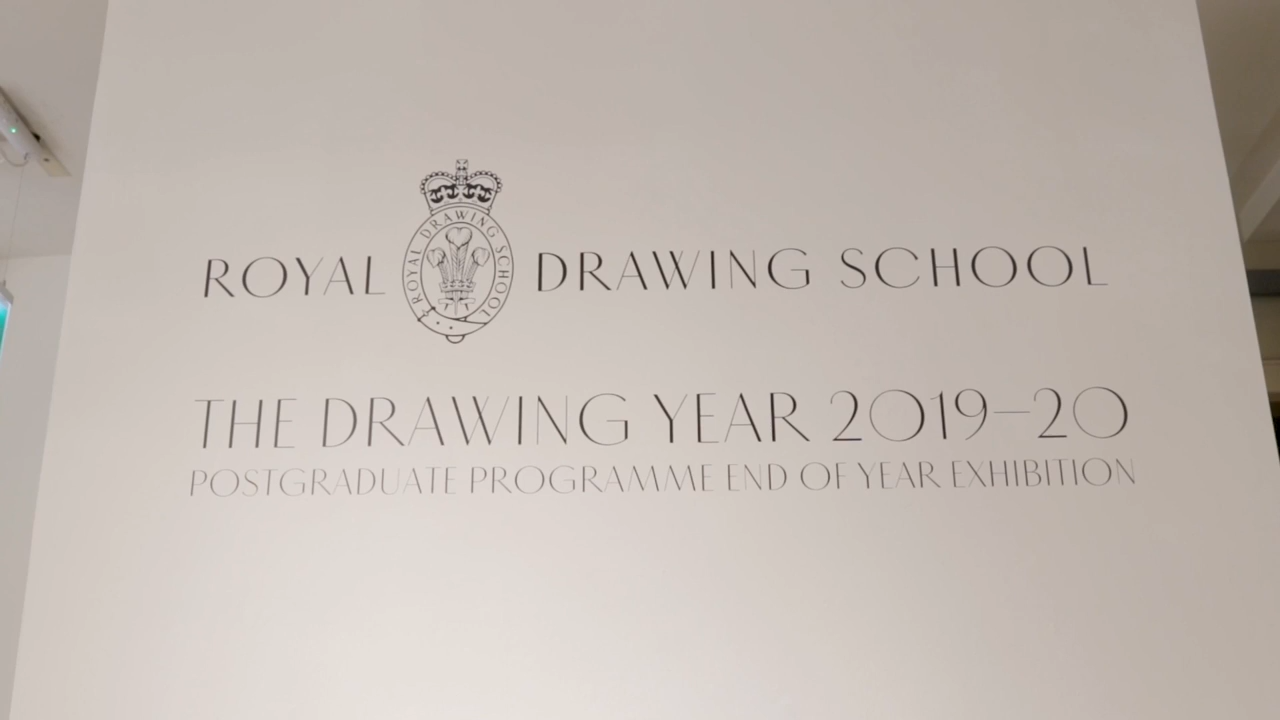 ROYAL DRAWING SCHOOL
ROYAL DRAWING SCHOOL
THE DRAWING YEAR 2019–20
POSTGRADUATE PROGRAMME END OF YEAR EXHIBITION